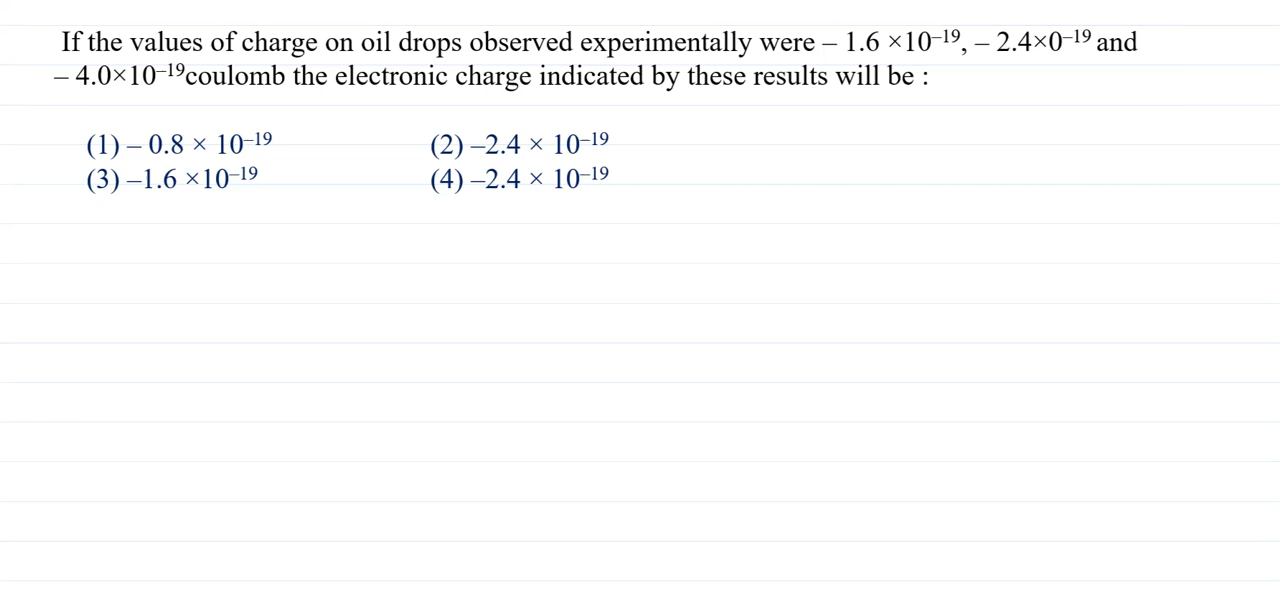 If the values of charge on oil drops observed experimentally were – 1.6 ×10⁻¹⁹, – 2.4×0⁻¹⁹ and
– 4.0×10⁻¹⁹coulomb the electronic charge indicated by these results will be :
(1) – 0.8 × 10⁻¹⁹ (2) –2.4 × 10⁻¹⁹
(3) –1.6 ×10⁻¹⁹ (4) –2.4 × 10⁻¹⁹